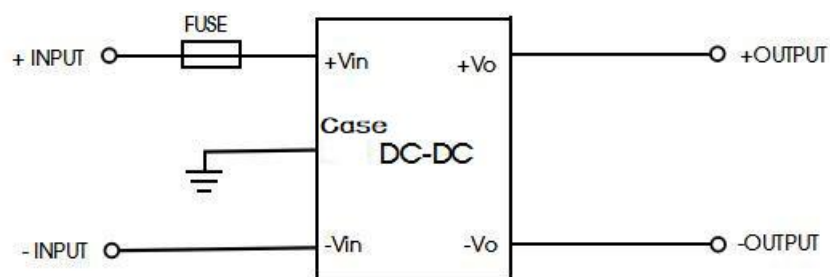 FUSE
+ INPUT
+Vin
+Vo
+OUTPUT
Case
DC-DC
- INPUT
-Vin
-Vo
-OUTPUT